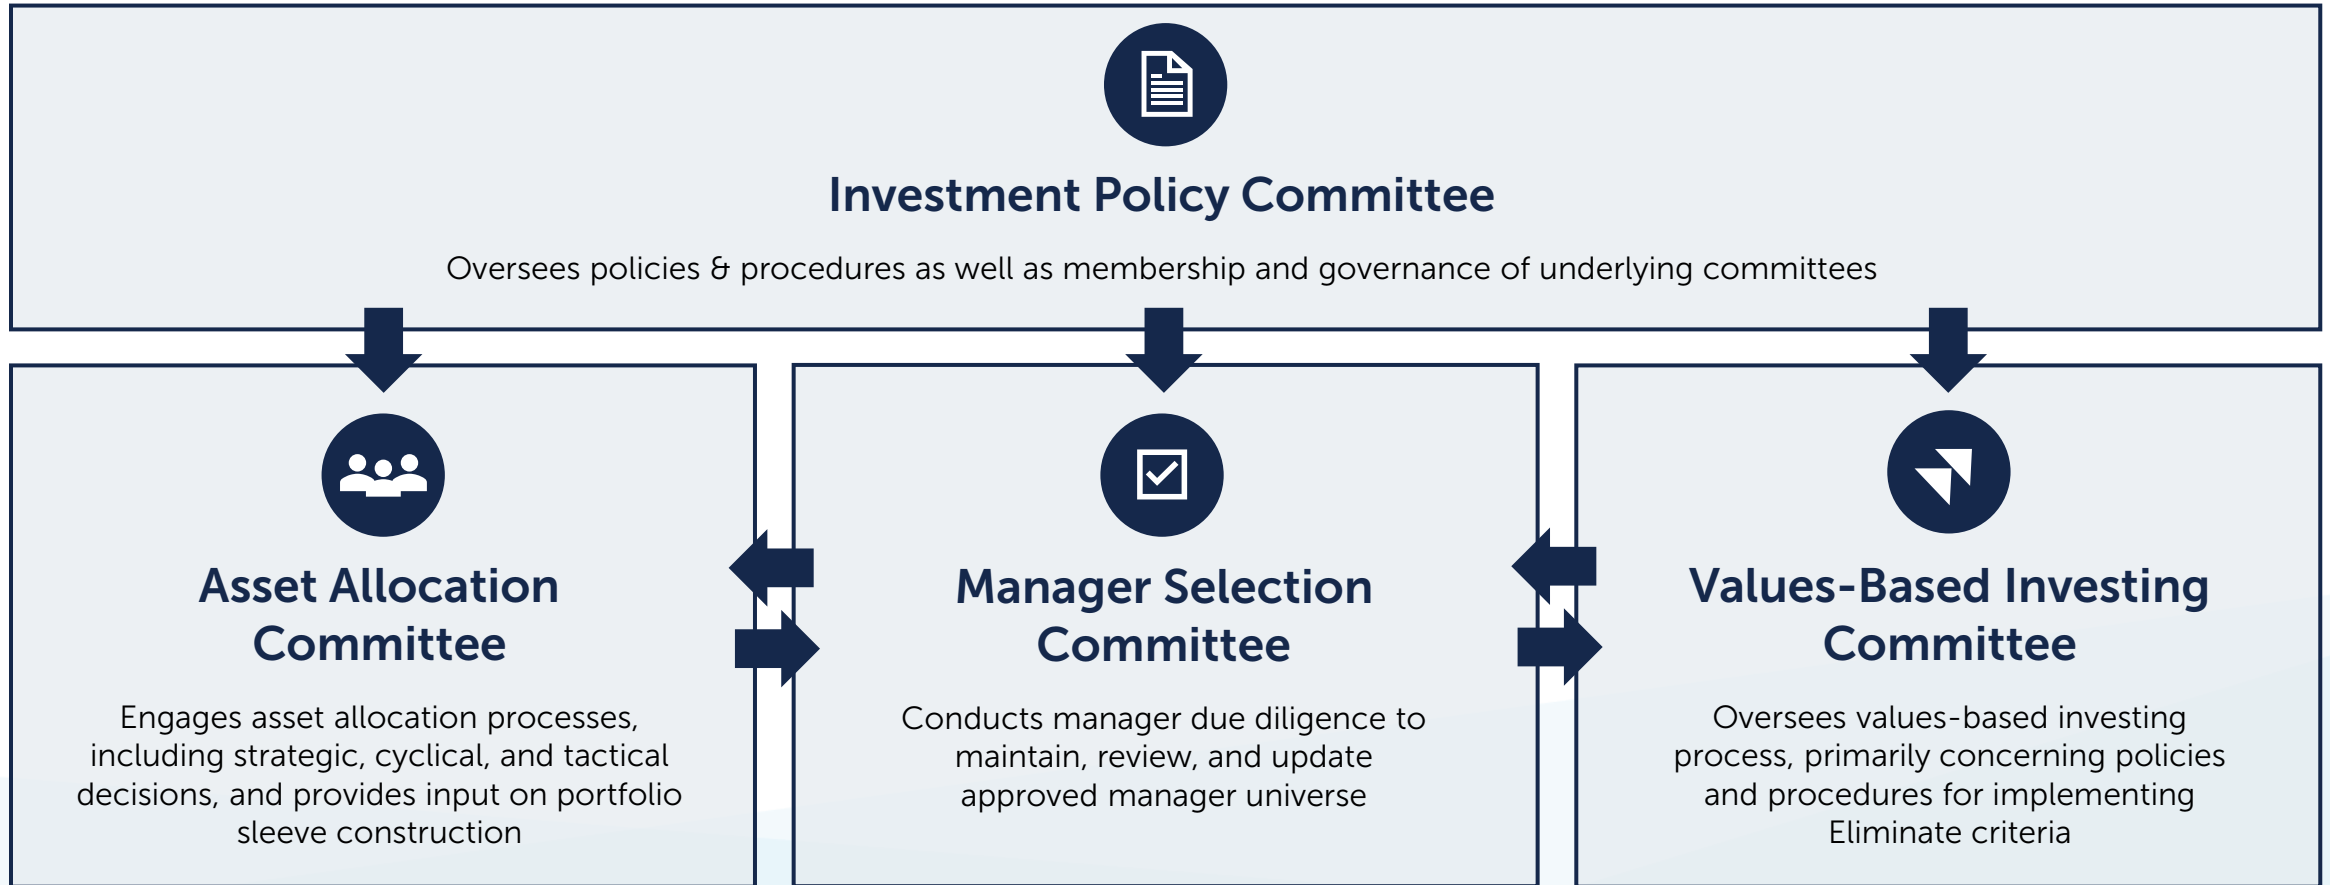 Investment Policy Committee
Oversees policies & procedures as well as membership and governance of underlying committees
Asset Allocation
Committee
Engages asset allocation processes,
including strategic, cyclical, and tactical
decisions, and provides input on portfolio
sleeve construction
Manager Selection
Committee
Conducts manager due diligence to
maintain, review, and update
approved manager universe
Values-Based Investing
Committee
Oversees values-based investing
process, primarily concerning policies
and procedures for implementing
Eliminate criteria